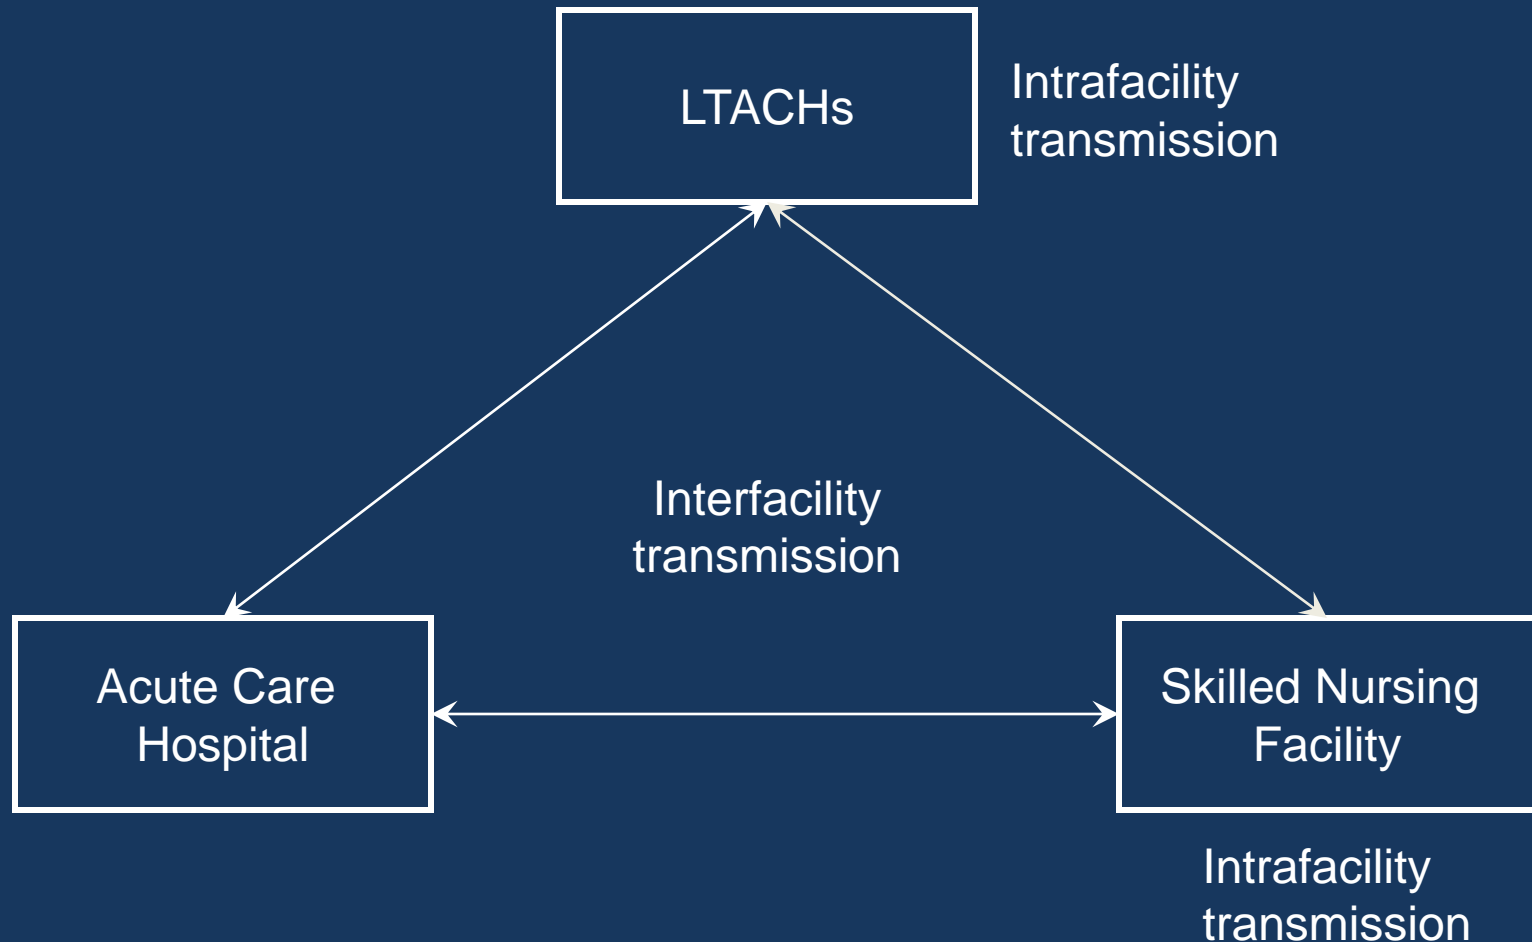 LTACHs
Intrafacility
transmission
Interfacility
transmission
Acute Care
Hospital
Skilled Nursing
Facility
Intrafacility
transmission